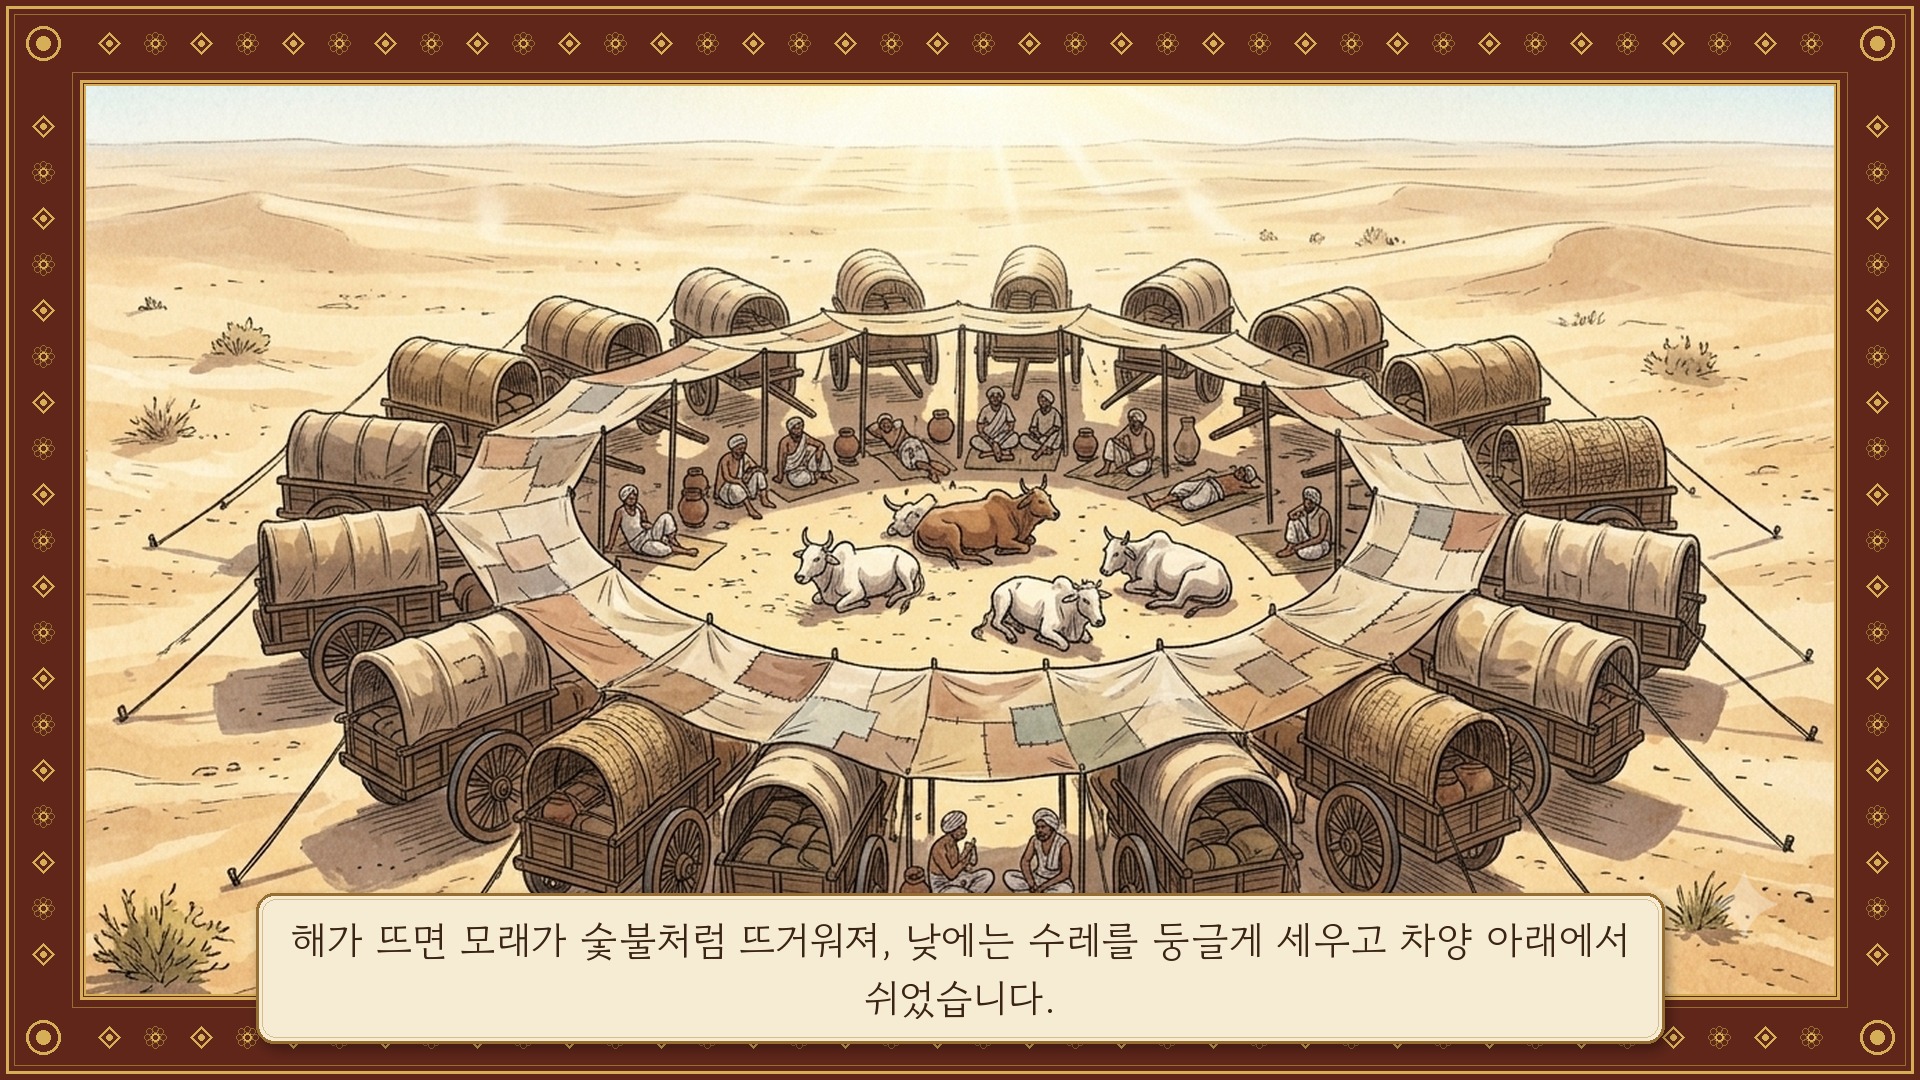 해가 뜨면 모래가 숯불처럼 뜨거워져, 낮에는 수레를 둥글게 세우고 차양 아래에서
쉬었습니다.